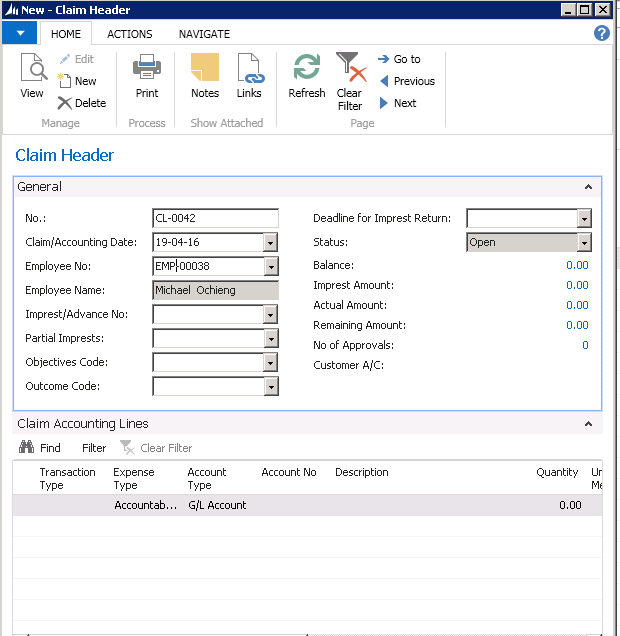 New - Claim Header
HOME ACTIONS NAVIGATE
View Edit New Delete Print Notes Links Refresh Clear Filter Go to Previous Next
Manage Process Show Attached Page
Claim Header
General
No.: CL-0042 Deadline for Imprest Return:
Claim/Accounting Date: 19-04-16 Status: Open
Employee No: EMP-00038 Balance: 0.00
Employee Name: Michael Ochieng Imprest Amount: 0.00
Imprest/Advance No: Actual Amount: 0.00
Partial Imprests: Remaining Amount: 0.00
Objectives Code: No of Approvals: 0
Outcome Code: Customer A/C:
Claim Accounting Lines
Find Filter Clear Filter
Transaction Type Expense Type Account Type Account No Description Quantity Un Me
Accountab... G/L Account 0.00